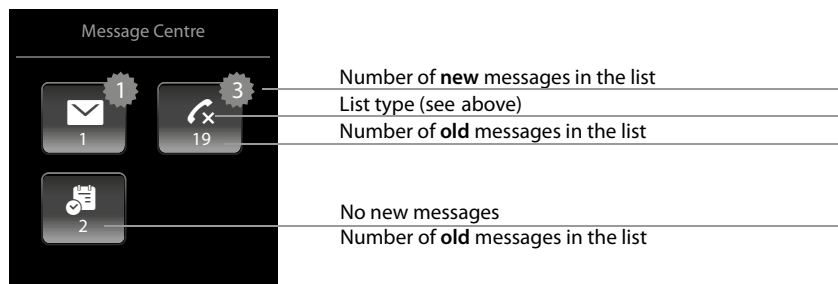 Message Centre
1
3
Number of new messages in the list
List type (see above)
1
19
Number of old messages in the list
2
No new messages
Number of old messages in the list